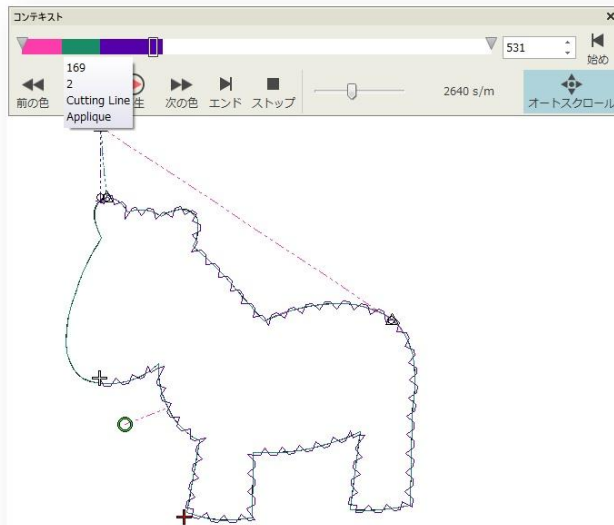 コンテキスト
531
始め
169
2
Cutting Line
Applique
前の色
生
次の色
エンド
ストップ
2640 s/m
オートスクロール